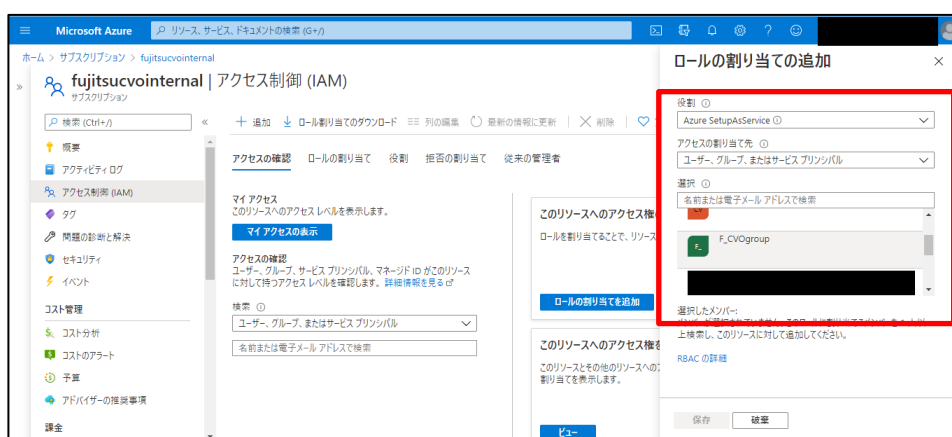 Microsoft Azure
リソース、サービス、ドキュメントの検索 (G+/)
ホーム > サブスクリプション > fujitsucvointernal
fujitsucvointernal | アクセス制御 (IAM)
サブスクリプション
検索 (Ctrl+/)
概要
アクティビティ ログ
アクセス制御 (IAM)
タグ
問題の診断と解決
セキュリティ
イベント
コスト管理
コスト分析
コストのアラート
予算
アドバイザーの推奨事項
課金
追加 ロール割り当てのダウンロード 列の編集 最新の情報に更新 削除
アクセスの確認 ロールの割り当て 役割 拒否の割り当て 従来の管理者
マイ アクセス
このリソースへのアクセス レベルを表示します。
マイ アクセスの表示
アクセスの確認
ユーザー、グループ、サービス プリンシパル、マネージド ID がこのリソース
に対して持つアクセス レベルを確認します。 詳細情報を見る
検索
ユーザー、グループ、またはサービス プリンシパル
名前または電子メール アドレスで検索
このリソースへのアクセス権
ロールを割り当てることで、リソース
ロールの割り当てを追加
このリソースへのアクセス権を
このリソースとその他のリソースへの
割り当てを表示します。
ビュー
ロールの割り当ての追加
役割
Azure SetupAsService
アクセスの割り当て先
ユーザー、グループ、またはサービス プリンシパル
選択
名前または電子メール アドレスで検索
CV
F_
F_CVOgroup
選択したメンバー:
上検索し、このリソースに対して追加してください。
RBAC の詳細
保存 破棄